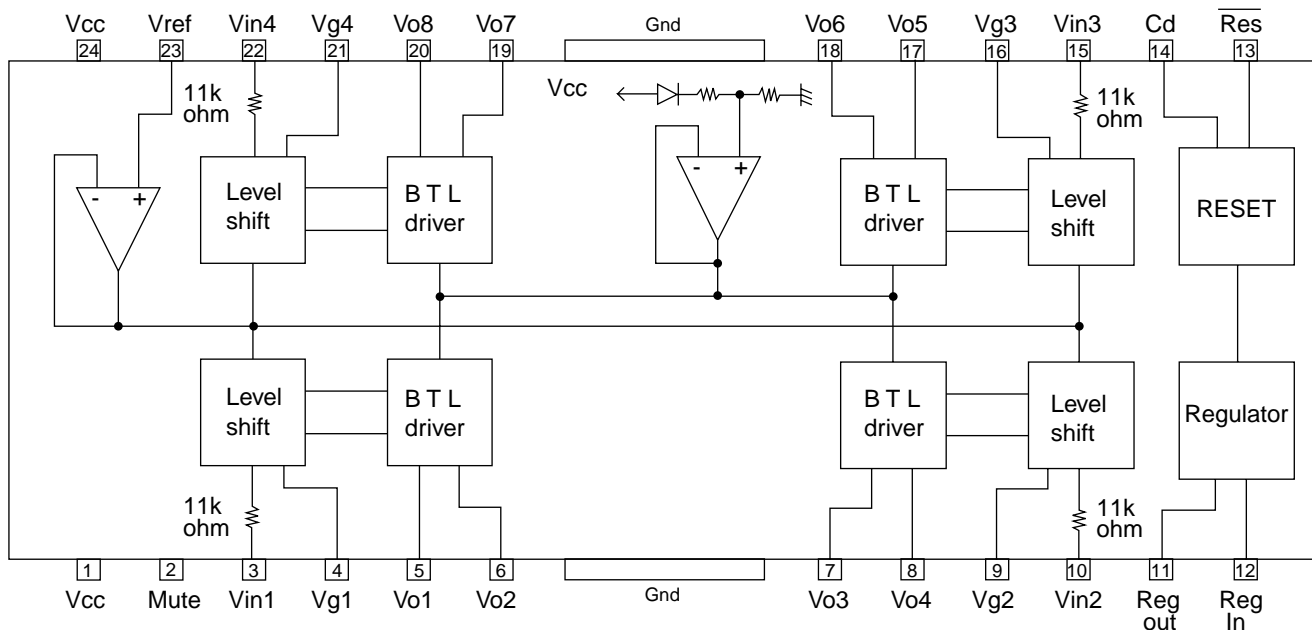 Vcc Vref Vin4 Vg4 Vo8 Vo7 Gnd Vo6 Vo5 Vg3 Vin3 Cd Res
24 23 22 21 20 19 18 17 16 15 14 13
Vcc
11k
ohm
11k
ohm
- +
Level
shift
B T L
driver
- +
B T L
driver
Level
shift
RESET
Level
shift
B T L
driver
B T L
driver
Level
shift
Regulator
11k
ohm
11k
ohm
1 2 3 4 5 6 7 8 9 10 11 12
Vcc Mute Vin1 Vg1 Vo1 Vo2 Gnd Vo3 Vo4 Vg2 Vin2 Reg
out
Reg
In